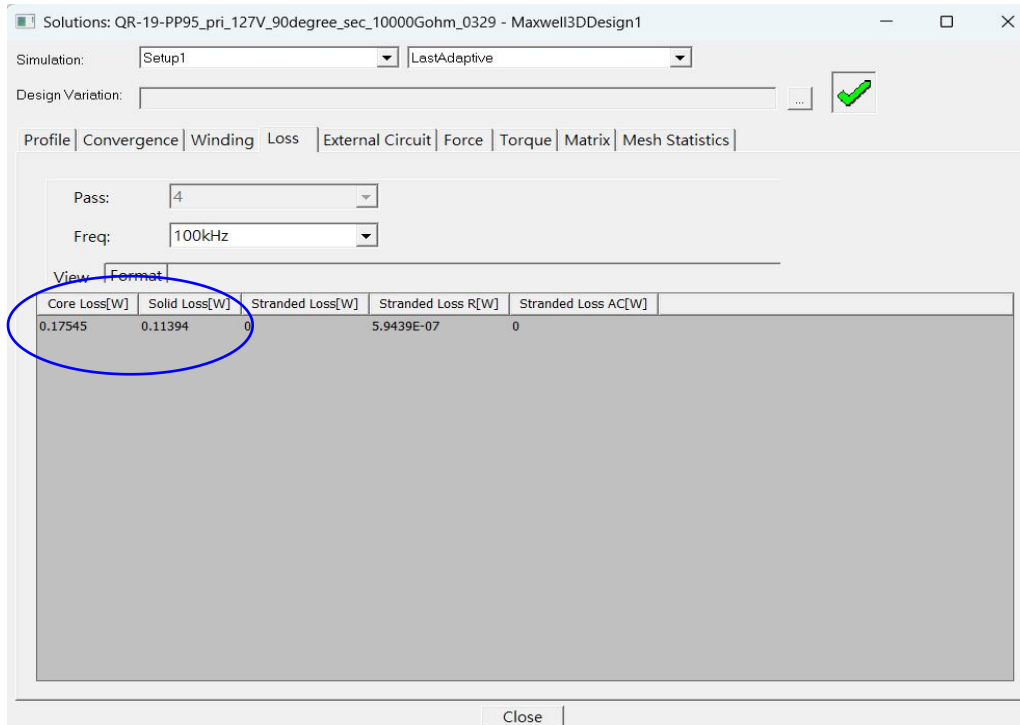 Solutions: QR-19-PP95_pri_127V_90degree_sec_10000Gohm_0329 - Maxwell3DDesign1
Simulation: Setup1 LastAdaptive
Design Variation: ...
Profile Convergence Winding Loss External Circuit Force Torque Matrix Mesh Statistics
Pass: 4
Freq: 100kHz
View Format
Core Loss[W] Solid Loss[W] Stranded Loss[W] Stranded Loss R[W] Stranded Loss AC[W]
0.17545 0.11394 0 5.9439E-07 0
Close